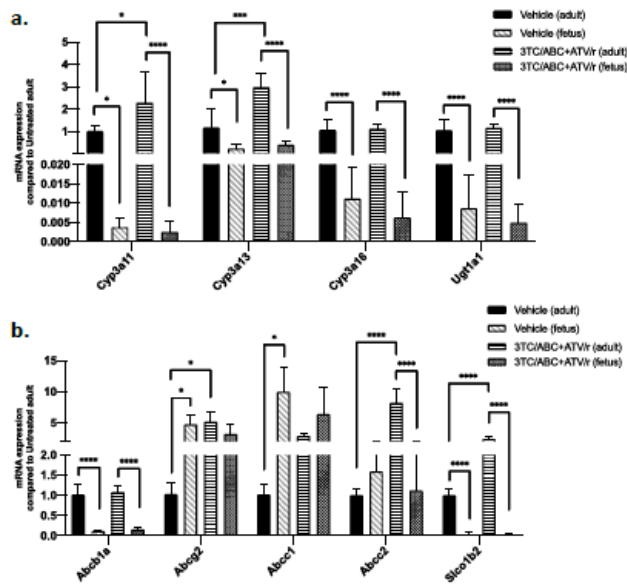 a.
Vehicle (adult)
Vehicle (fetus)
3TC/ABC+ATV/r (adult)
3TC/ABC+ATV/r (fetus)
mRNA expression
compared to Untreated adult
5
4
3
2
1
0.020
0.015
0.010
0.005
0.000
* * *** **** * **** **** **** **** ****
Cyp3a11
Cyp3a13
Cyp3a16
Ugt1a1
b.
Vehicle (adult)
Vehicle (fetus)
3TC/ABC+ATV/r (adult)
3TC/ABC+ATV/r (fetus)
mRNA expression
compared to Untreated adult
15
10
5
2.0
1.5
1.0
0.5
0.0
**** **** * * * **** **** **** **** ****
Abcb1a
Abcg2
Abcc1
Abcc2
Slco1b2